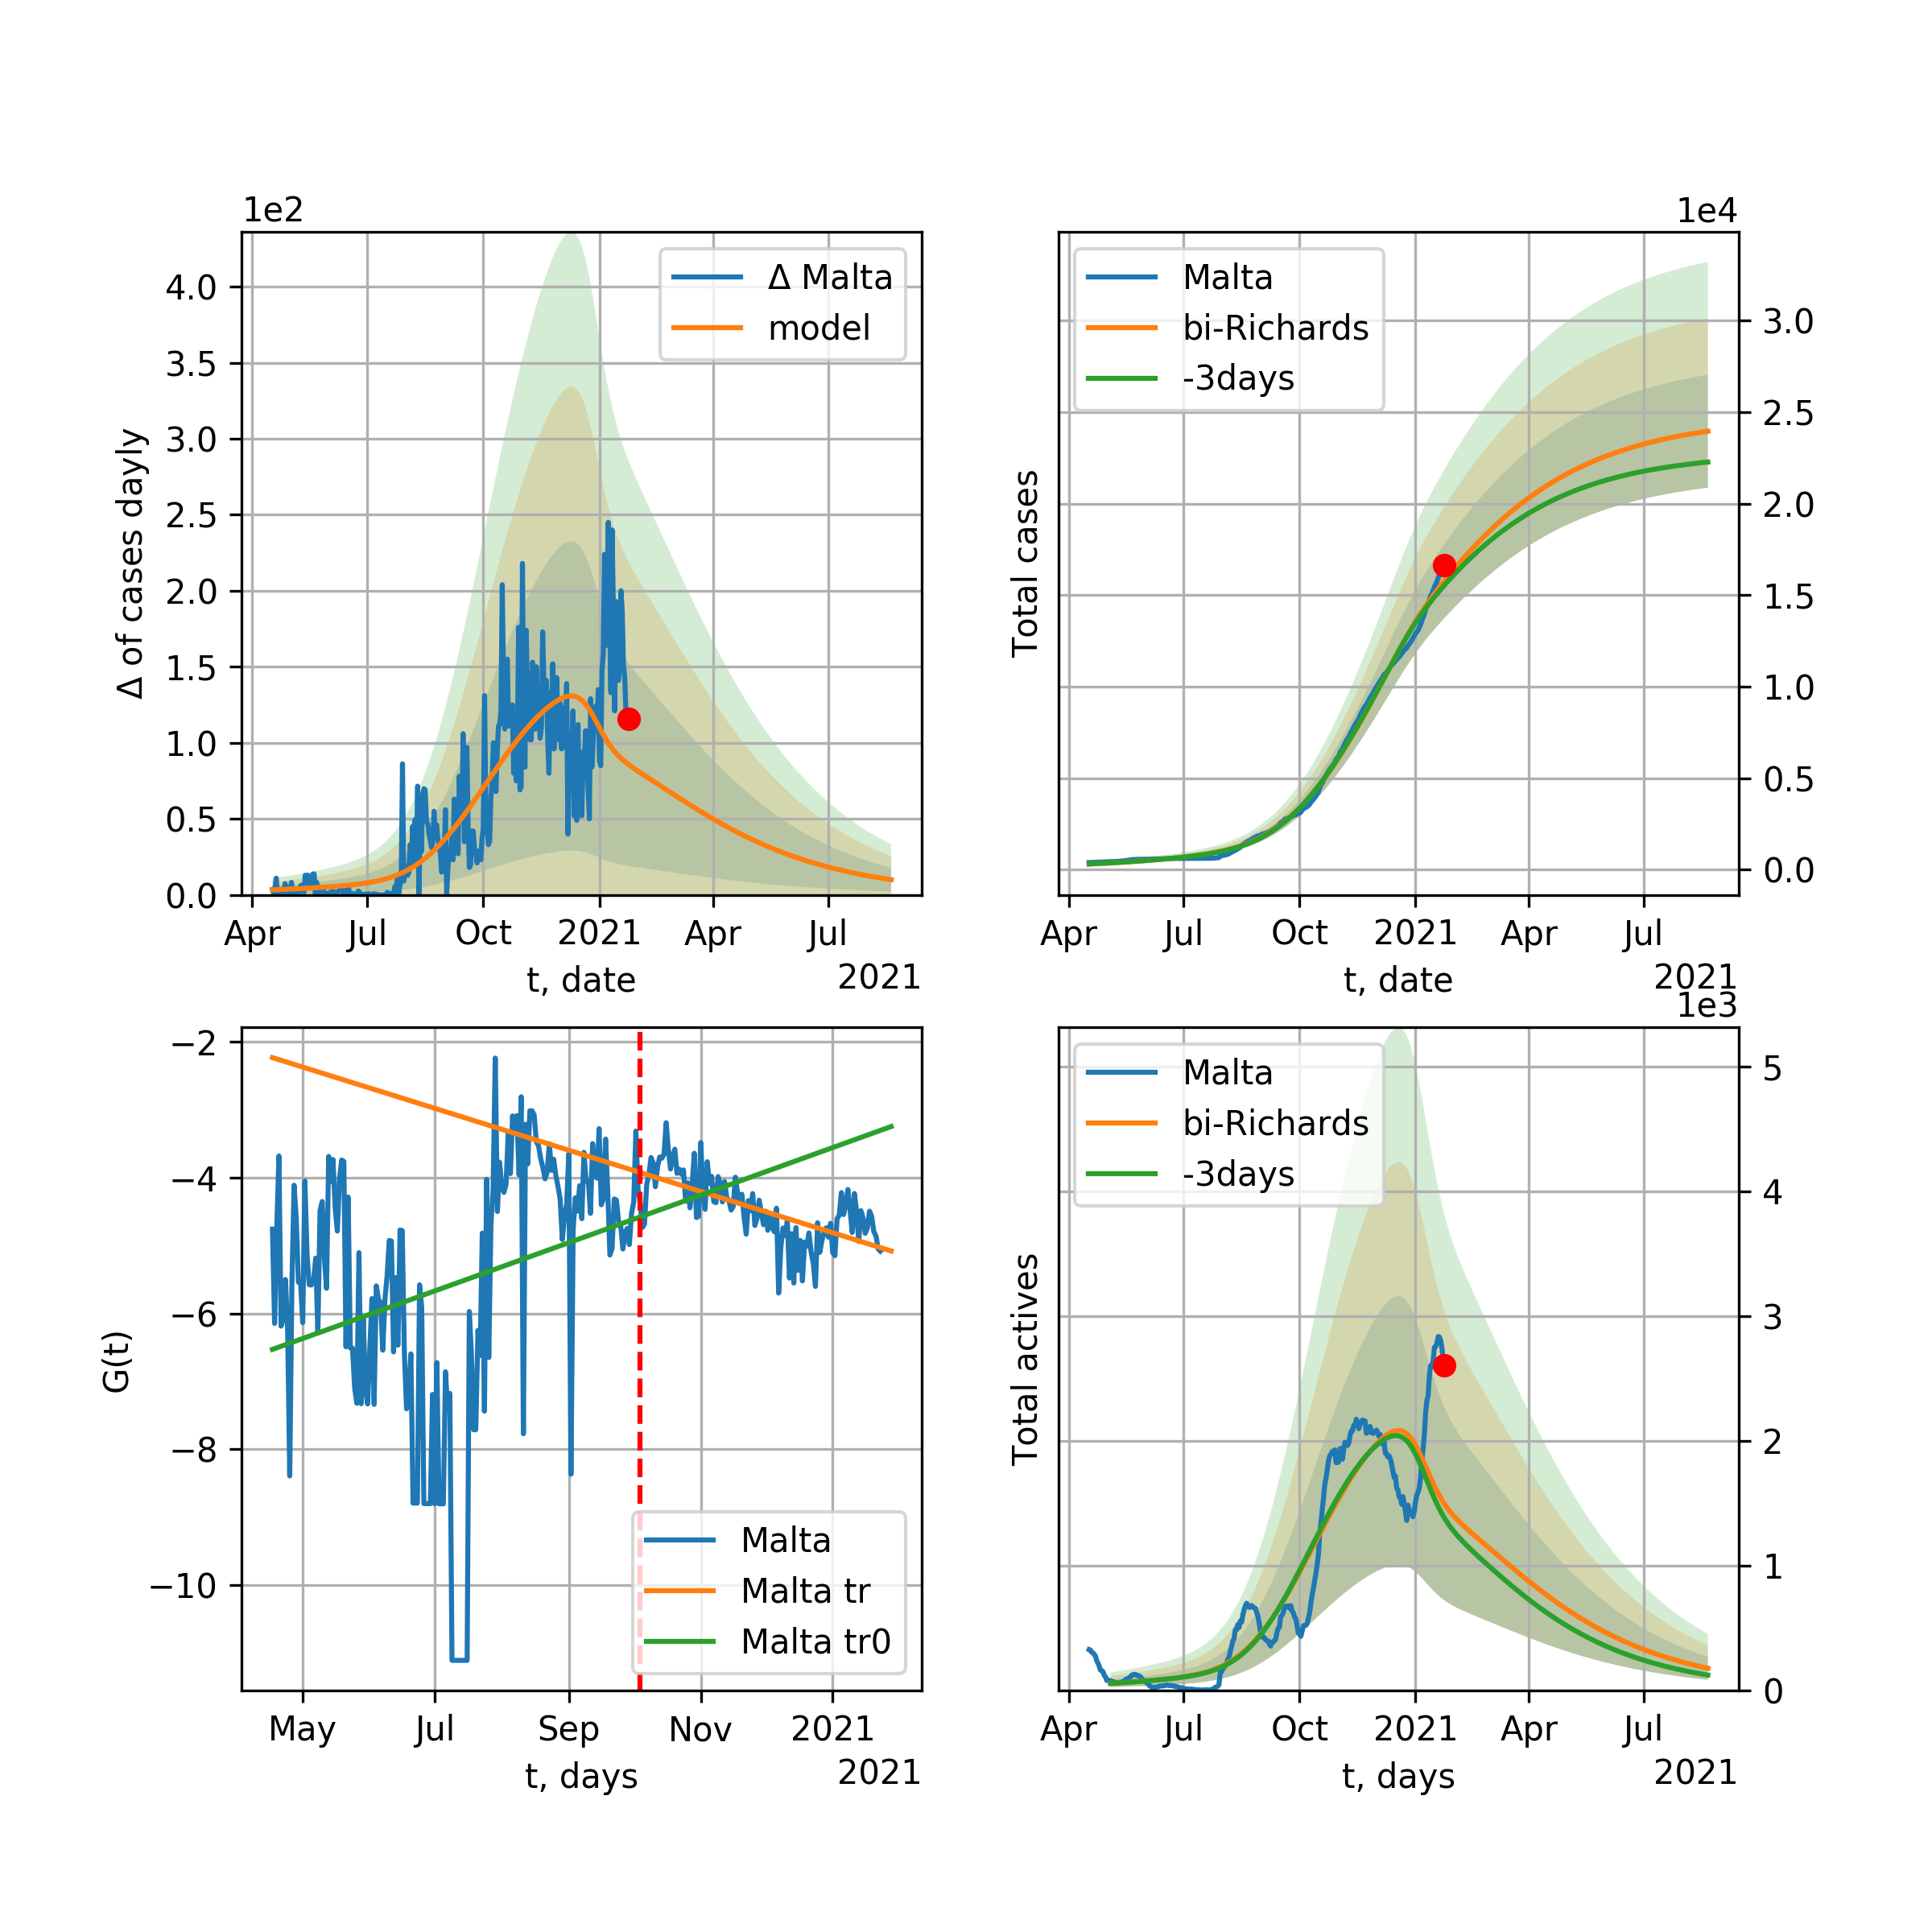 1e2
4.0
3.5
3.0
2.5
2.0
1.5
1.0
0.5
0.0
Δ of cases dayly
Δ Malta
model
Apr Jul Oct 2021 Apr Jul
t, date
2021
1e4
3.0
2.5
2.0
1.5
1.0
0.5
0.0
Total cases
Malta
bi-Richards
-3days
Apr Jul Oct 2021 Apr Jul
t, date
2021
−2
−4
−6
−8
−10
G(t)
Malta
Malta tr
Malta tr0
May Jul Sep Nov 2021
t, days
2021
1e3
5
4
3
2
1
0
Total actives
Malta
bi-Richards
-3days
Apr Jul Oct 2021 Apr Jul
t, days
2021